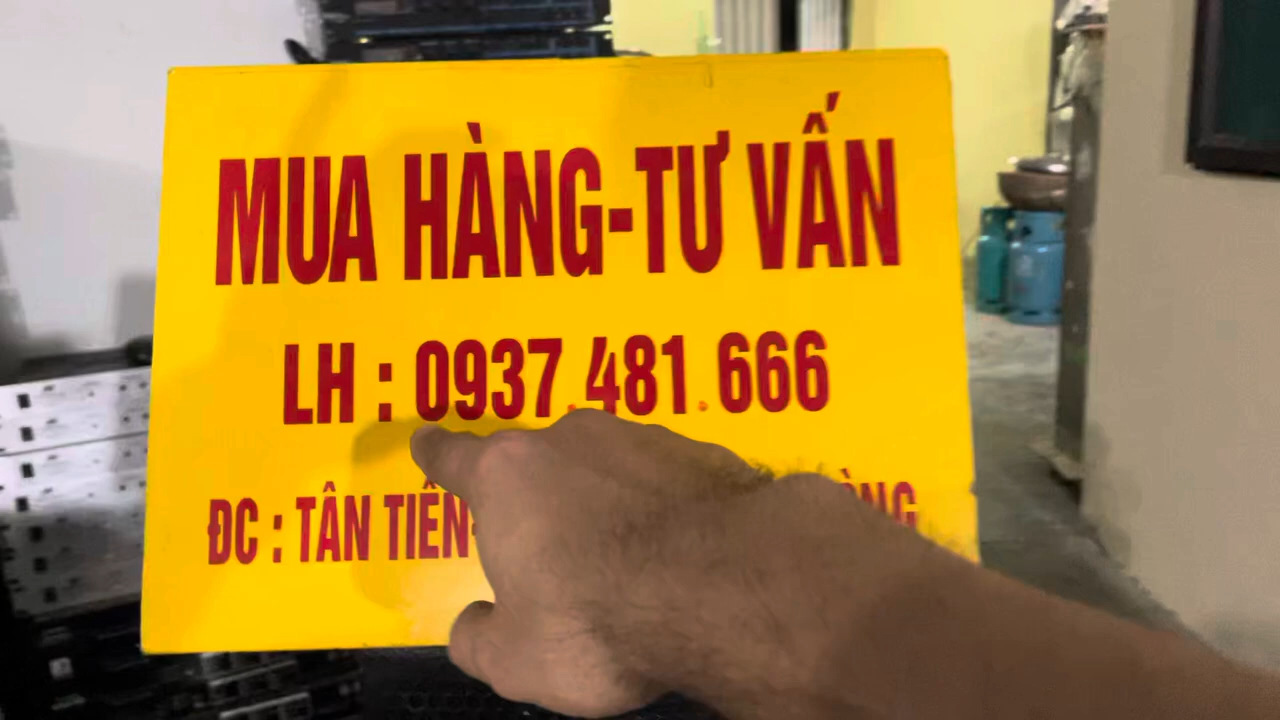 MUA HÀNG-TƯ VẤN
LH : 0937.481.666
ĐC : TÂN TIẾN-